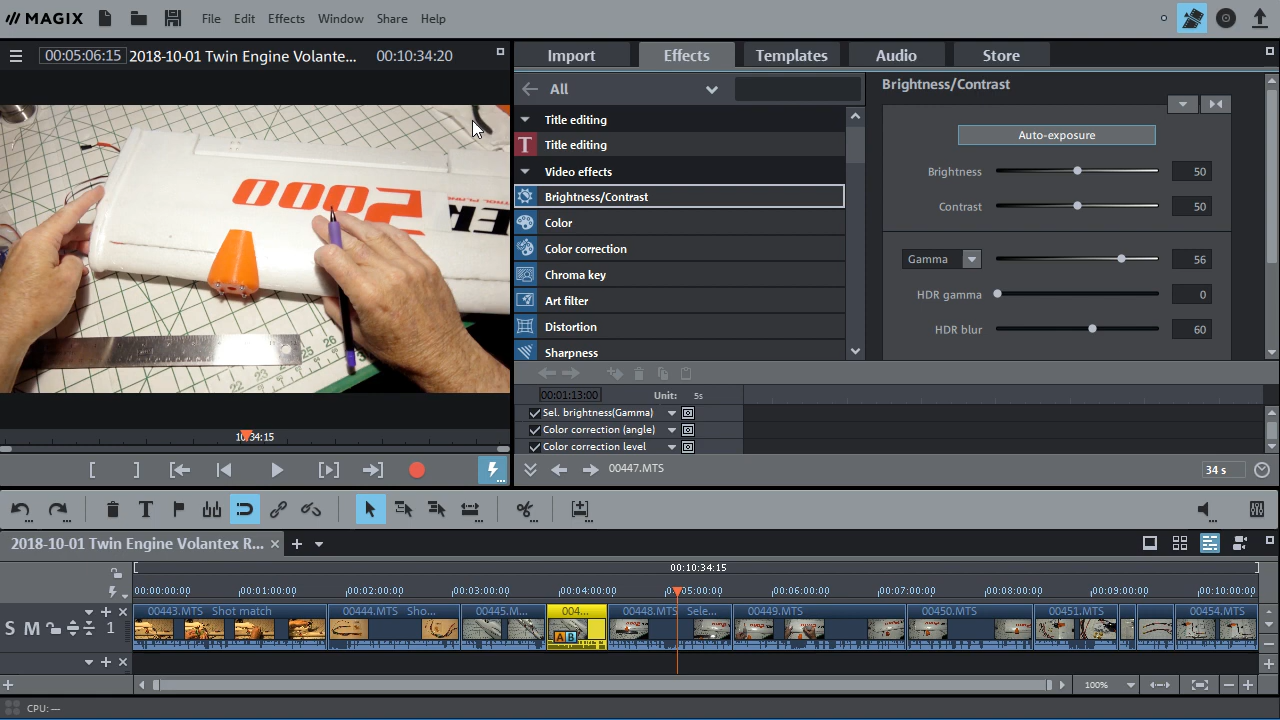 MAGIX File Edit Effects Window Share Help
00:05:06:15 2018-10-01 Twin Engine Volante... 00:10:34:20
Import Effects Templates Audio Store
All
Title editing
Title editing
Video effects
Brightness/Contrast
Color
Color correction
Chroma key
Art filter
Distortion
Sharpness
Brightness/Contrast
Auto-exposure
Brightness 50
Contrast 50
Gamma 56
HDR gamma 0
HDR blur 60
2000
25 26
10:34:15
00:01:13:00 Unit: 5s
Sel. brightness(Gamma)
Color correction (angle)
Color correction level
00447.MTS 34 s
2018-10-01 Twin Engine Volantex R...
00:10:34:15
00:00:00:00 00:01:00:00 00:02:00:00 00:03:00:00 00:04:00:00 00:05:00:00 00:06:00:00 00:07:00:00 00:08:00:00 00:09:00:00 00:10:00:00
00443.MTS Shot match 00444.MTS Sho... 00445.M... 004... 00448.MTS Sele... 00449.MTS 00450.MTS 00451.MTS 00454.MTS
S M 1
A B
100%
CPU: —